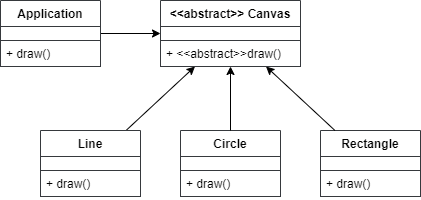 Application
+ draw()
<<abstract>> Canvas
+ <<abstract>>draw()
Line
+ draw()
Circle
+ draw()
Rectangle
+ draw()